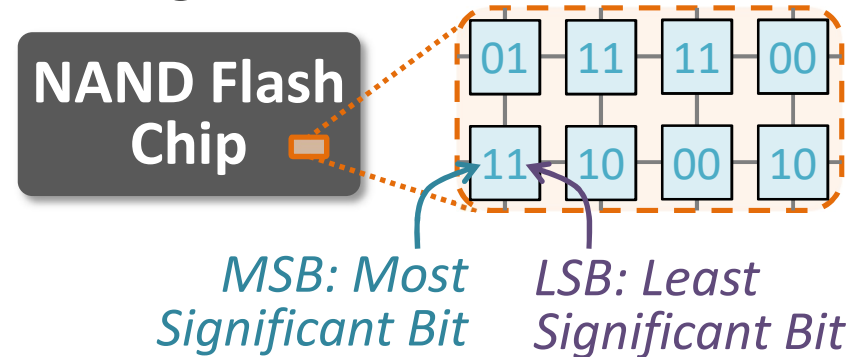 NAND Flash
Chip
01 11 11 00
11 10 00 10
MSB: Most
Significant Bit
LSB: Least
Significant Bit